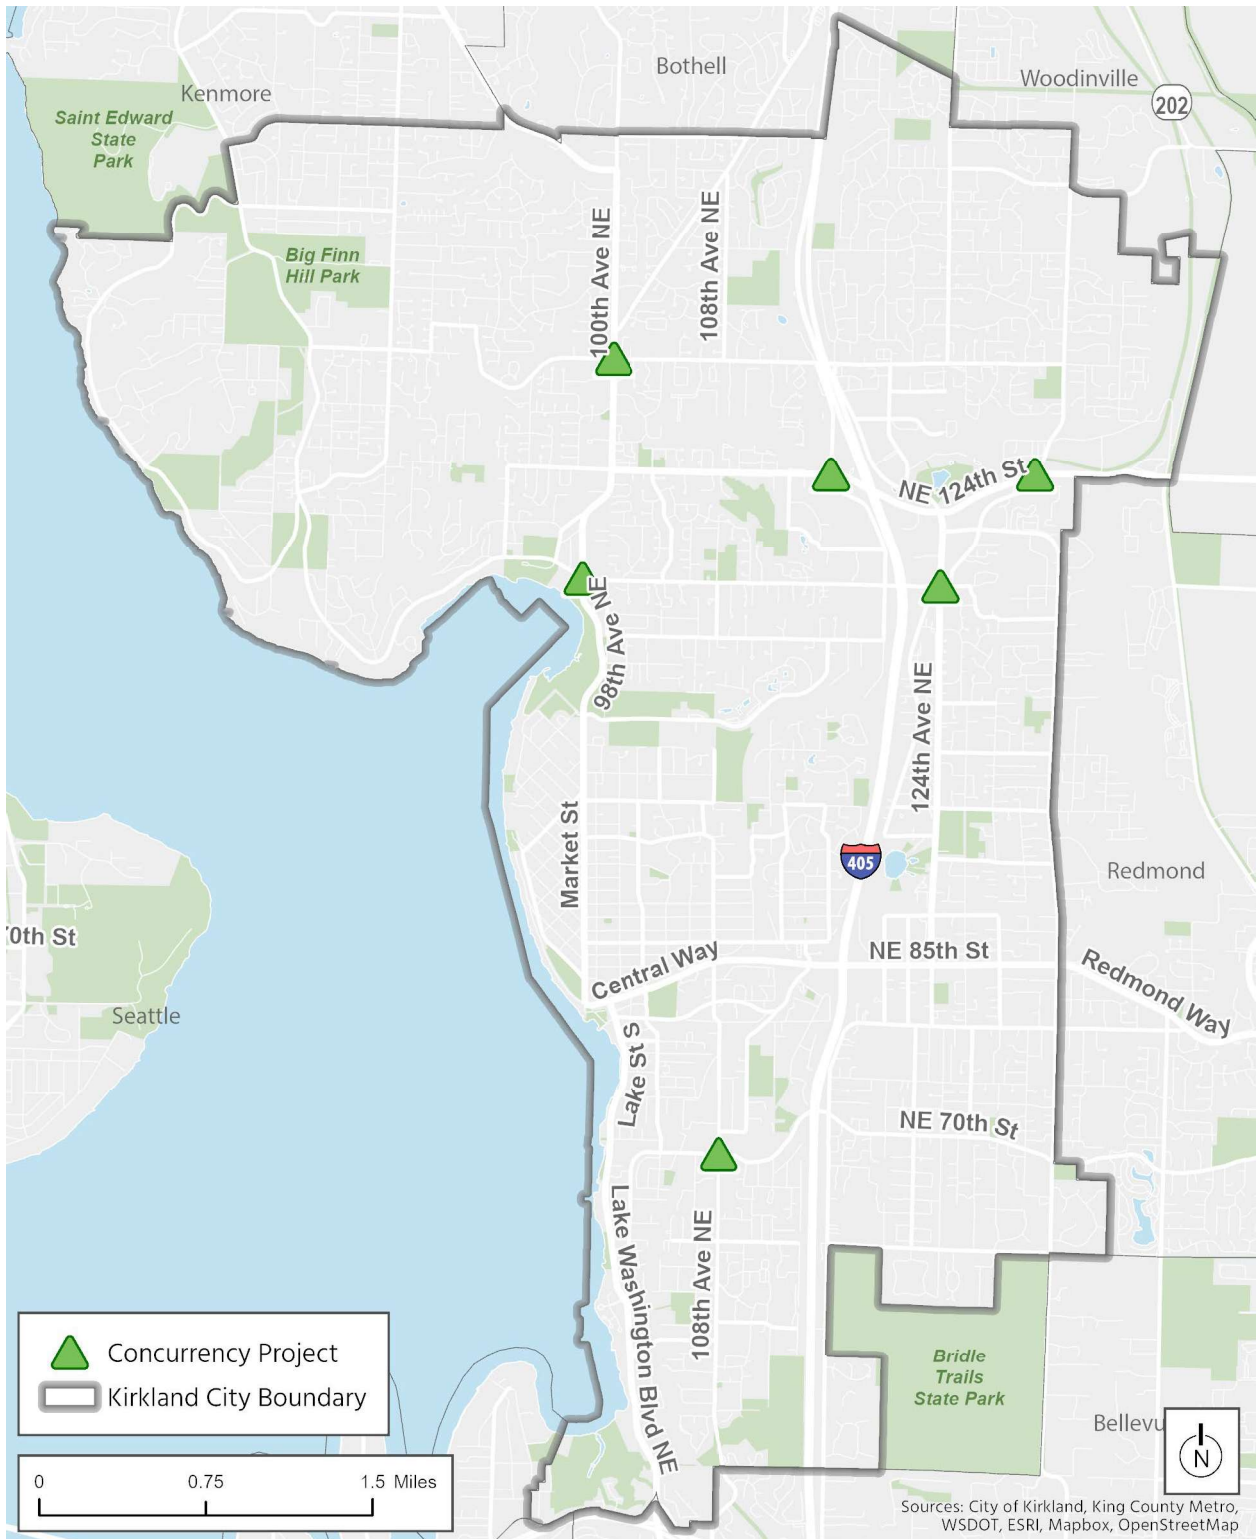 Bothell
Woodinville
Kenmore
202
Saint Edward
State
Park
100th Ave NE
108th Ave NE
Big Finn
Hill Park
NE 124th St
98th Ave NE
124th Ave NE
Market St
405
Redmond
0th St
Central Way
NE 85th St
Redmond Way
Seattle
Lake St S
NE 70th St
Lake Washington Blvd NE
108th Ave NE
Concurrency Project
Kirkland City Boundary
Bridle
Trails
State Park
Bellevu
N
0 0.75 1.5 Miles
Sources: City of Kirkland, King County Metro,
WSDOT, ESRI, Mapbox, OpenStreetMap